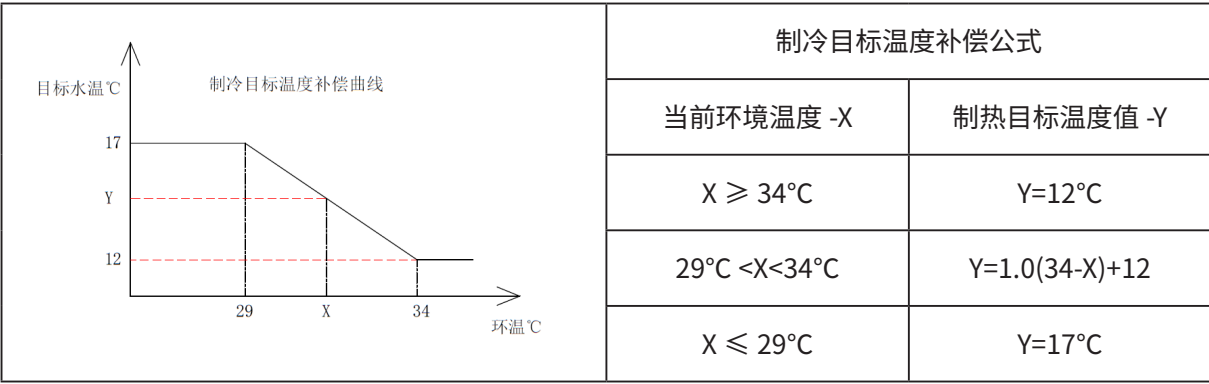 目标水温℃
制冷目标温度补偿曲线
17
Y
12
29
X
34
环温℃
制冷目标温度补偿公式
当前环境温度 -X
制热目标温度值 -Y
X ≥ 34℃
Y=12℃
29℃ <X<34℃
Y=1.0(34-X)+12
X ≤ 29℃
Y=17℃